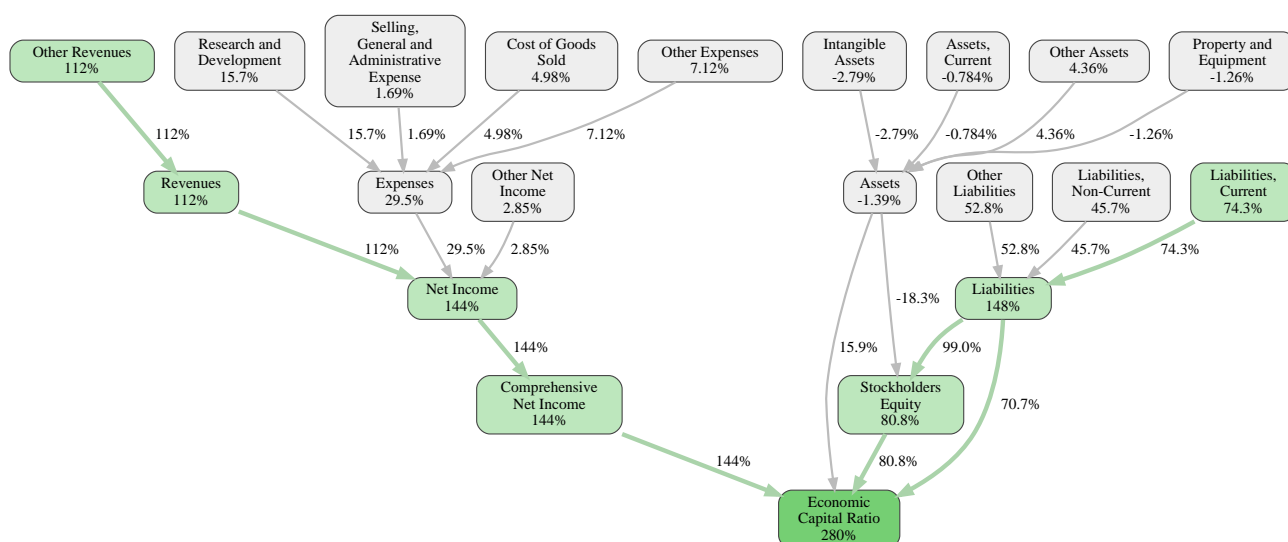 Other Revenues
112%
Research and
Development
15.7%
Selling,
General and
Administrative
Expense
1.69%
Cost of Goods
Sold
4.98%
Other Expenses
7.12%
Intangible
Assets
-2.79%
Assets,
Current
-0.784%
Other Assets
4.36%
Property and
Equipment
-1.26%
112%
15.7%
1.69%
4.98%
7.12%
-2.79%
-0.784%
4.36%
-1.26%
Revenues
112%
Expenses
29.5%
Other Net
Income
2.85%
Assets
-1.39%
Other
Liabilities
52.8%
Liabilities,
Non-Current
45.7%
Liabilities,
Current
74.3%
112%
29.5%
2.85%
52.8%
45.7%
74.3%
Net Income
144%
-18.3%
Liabilities
148%
144%
15.9%
99.0%
70.7%
Comprehensive
Net Income
144%
Stockholders
Equity
80.8%
144%
80.8%
Economic
Capital Ratio
280%